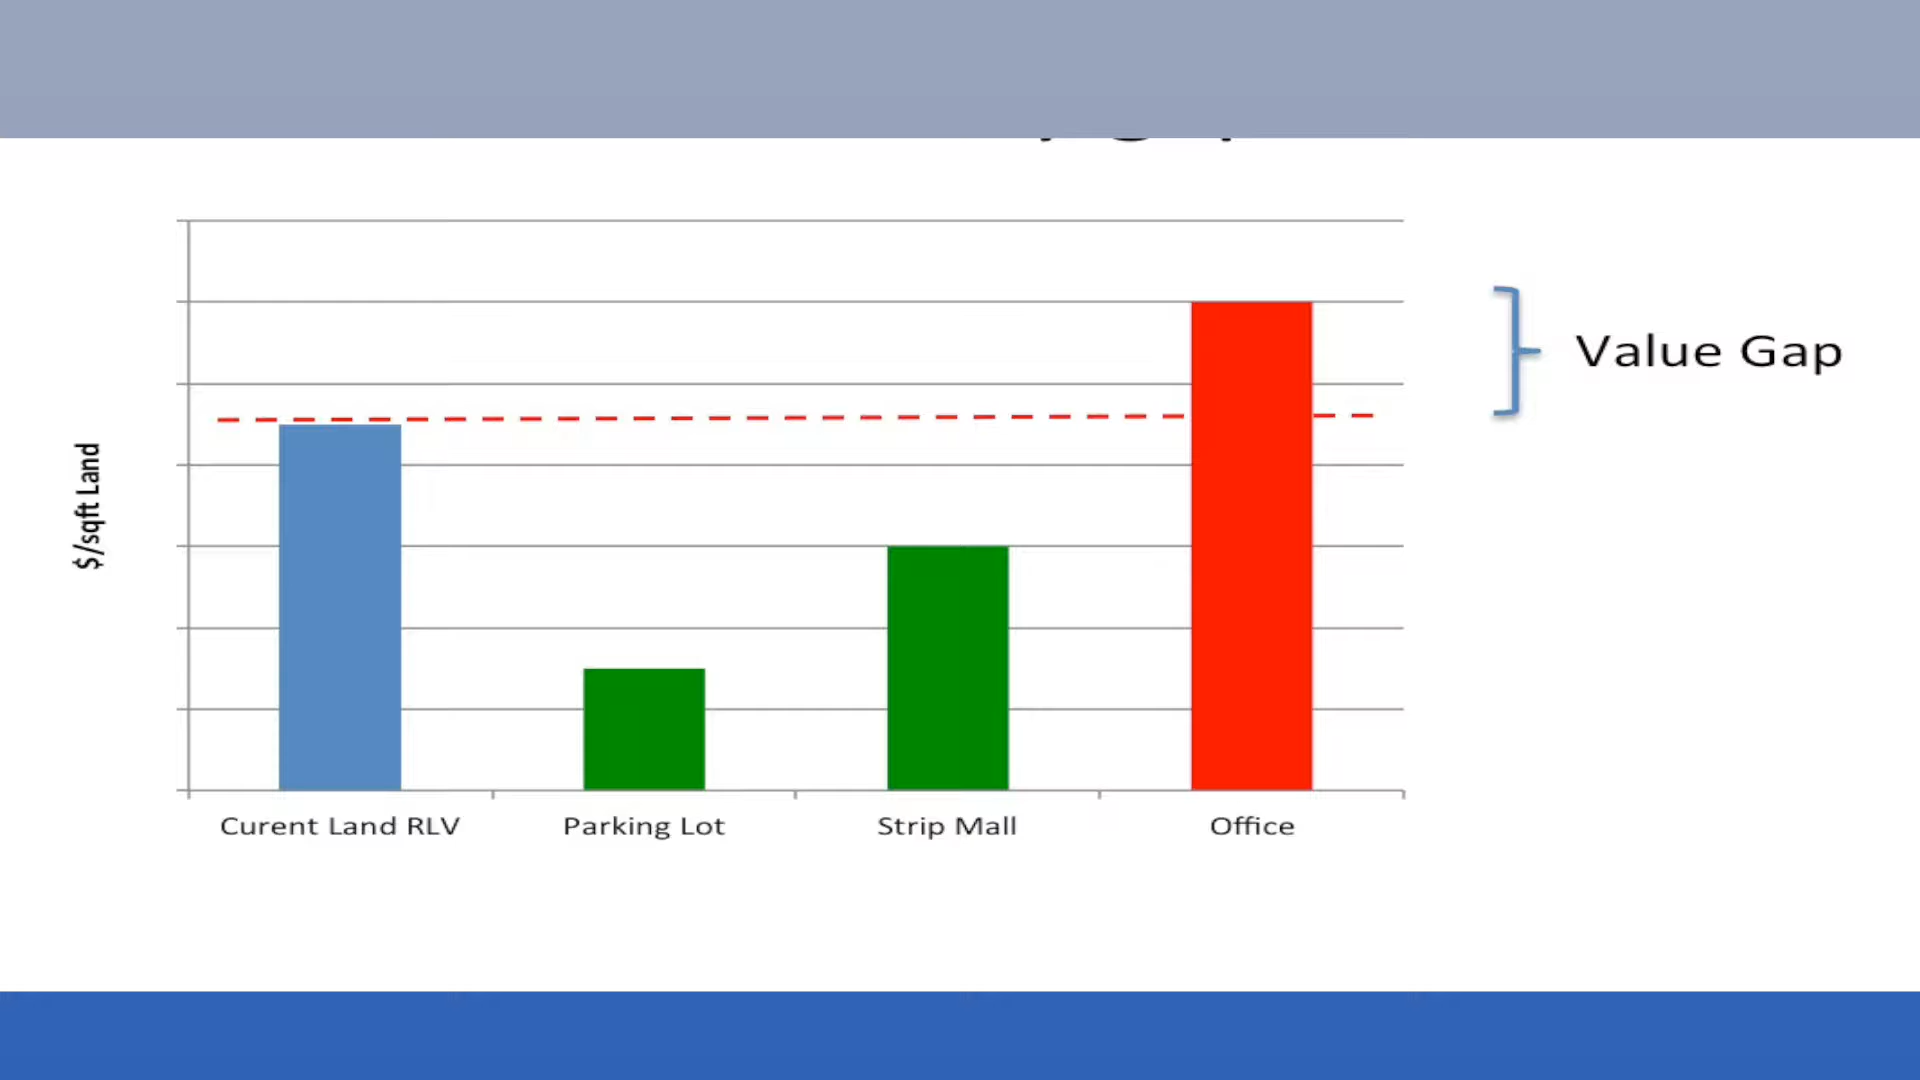 Value Gap
$/sqft Land
Curent Land RLV
Parking Lot
Strip Mall
Office